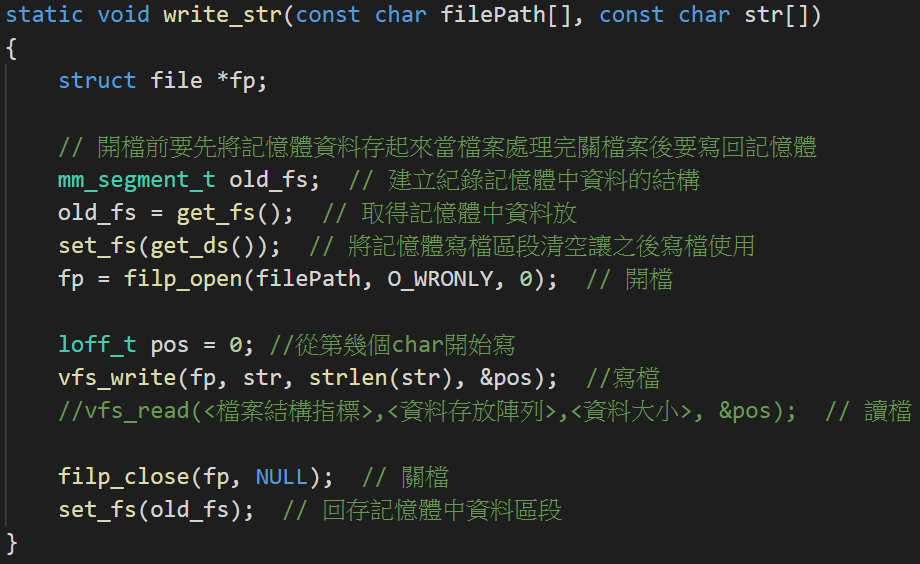 static void write_str(const char filePath[], const char str[])
{
struct file *fp;
// 開檔前要先將記憶體資料存起來當檔案處理完關檔案後要寫回記憶體
mm_segment_t old_fs;  // 建立紀錄記憶體中資料的結構
old_fs = get_fs();  // 取得記憶體中資料放
set_fs(get_ds());  // 將記憶體寫檔區段清空讓之後寫檔使用
fp = filp_open(filePath, O_WRONLY, 0);  // 開檔
loff_t pos = 0; //從第幾個char開始寫
vfs_write(fp, str, strlen(str), &pos);  //寫檔
//vfs_read(<檔案結構指標>,<資料存放陣列>,<資料大小>, &pos);  // 讀檔
filp_close(fp, NULL);  // 關檔
set_fs(old_fs);  // 回存記憶體中資料區段
}